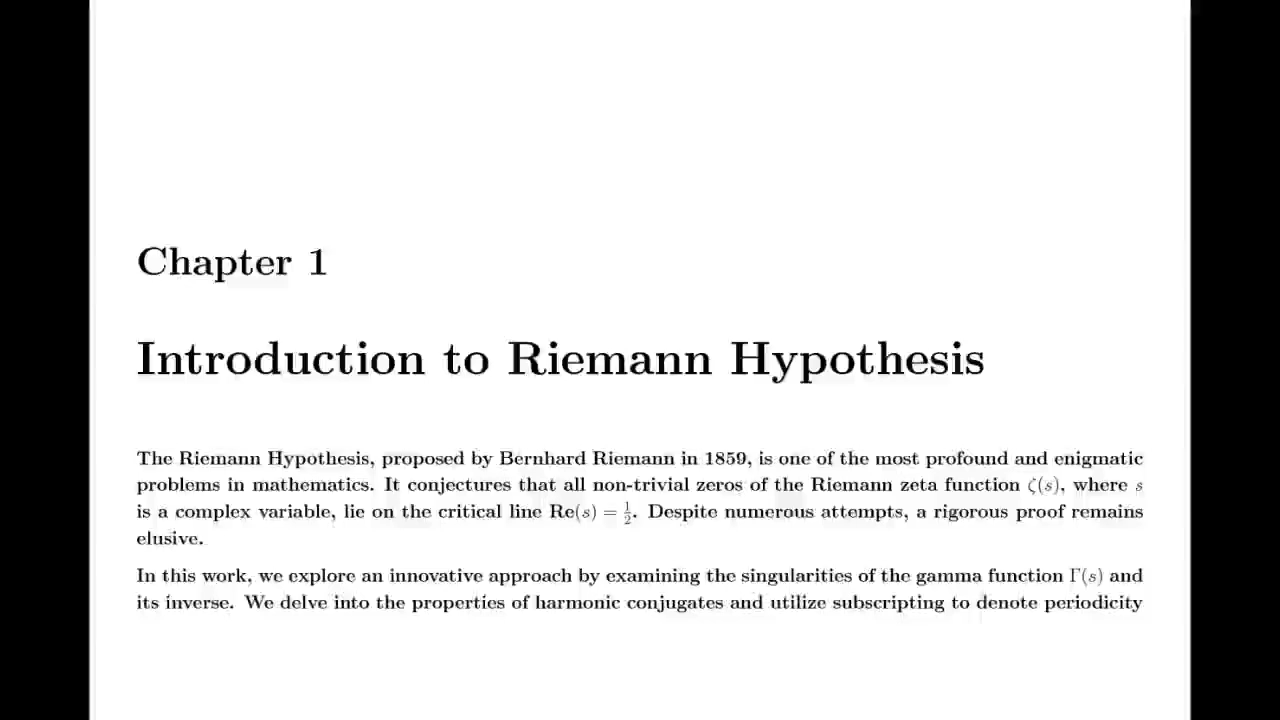 Chapter 1
Introduction to Riemann Hypothesis
The Riemann Hypothesis, proposed by Bernhard Riemann in 1859, is one of the most profound and enigmatic
problems in mathematics. It conjectures that all non-trivial zeros of the Riemann zeta function ζ(s), where s
is a complex variable, lie on the critical line Re(s) = 1/2. Despite numerous attempts, a rigorous proof remains
elusive.
In this work, we explore an innovative approach by examining the singularities of the gamma function Γ(s) and
its inverse. We delve into the properties of harmonic conjugates and utilize subscripting to denote periodicity